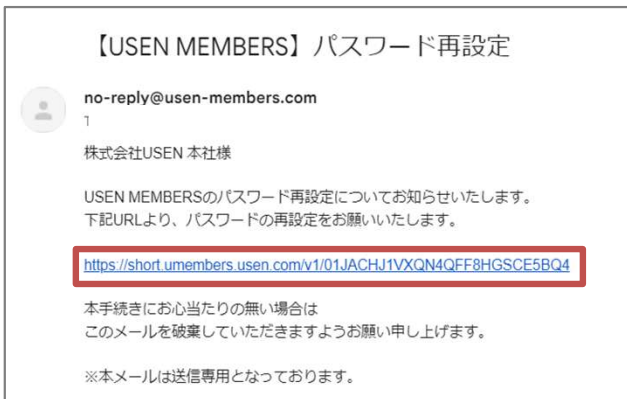 【USEN MEMBERS】パスワード再設定
no-reply@usen-members.com
1
株式会社USEN 本社様
USEN MEMBERSのパスワード再設定についてお知らせいたします。
下記URLより、パスワードの再設定をお願いいたします。
https://short.umembers.usen.com/v1/01JACHJ1VXQN4QFF8HGSCE5BQ4
本手続きにお心当たりの無い場合は
このメールを破棄していただきますようお願い申し上げます。
※本メールは送信専用となっております。